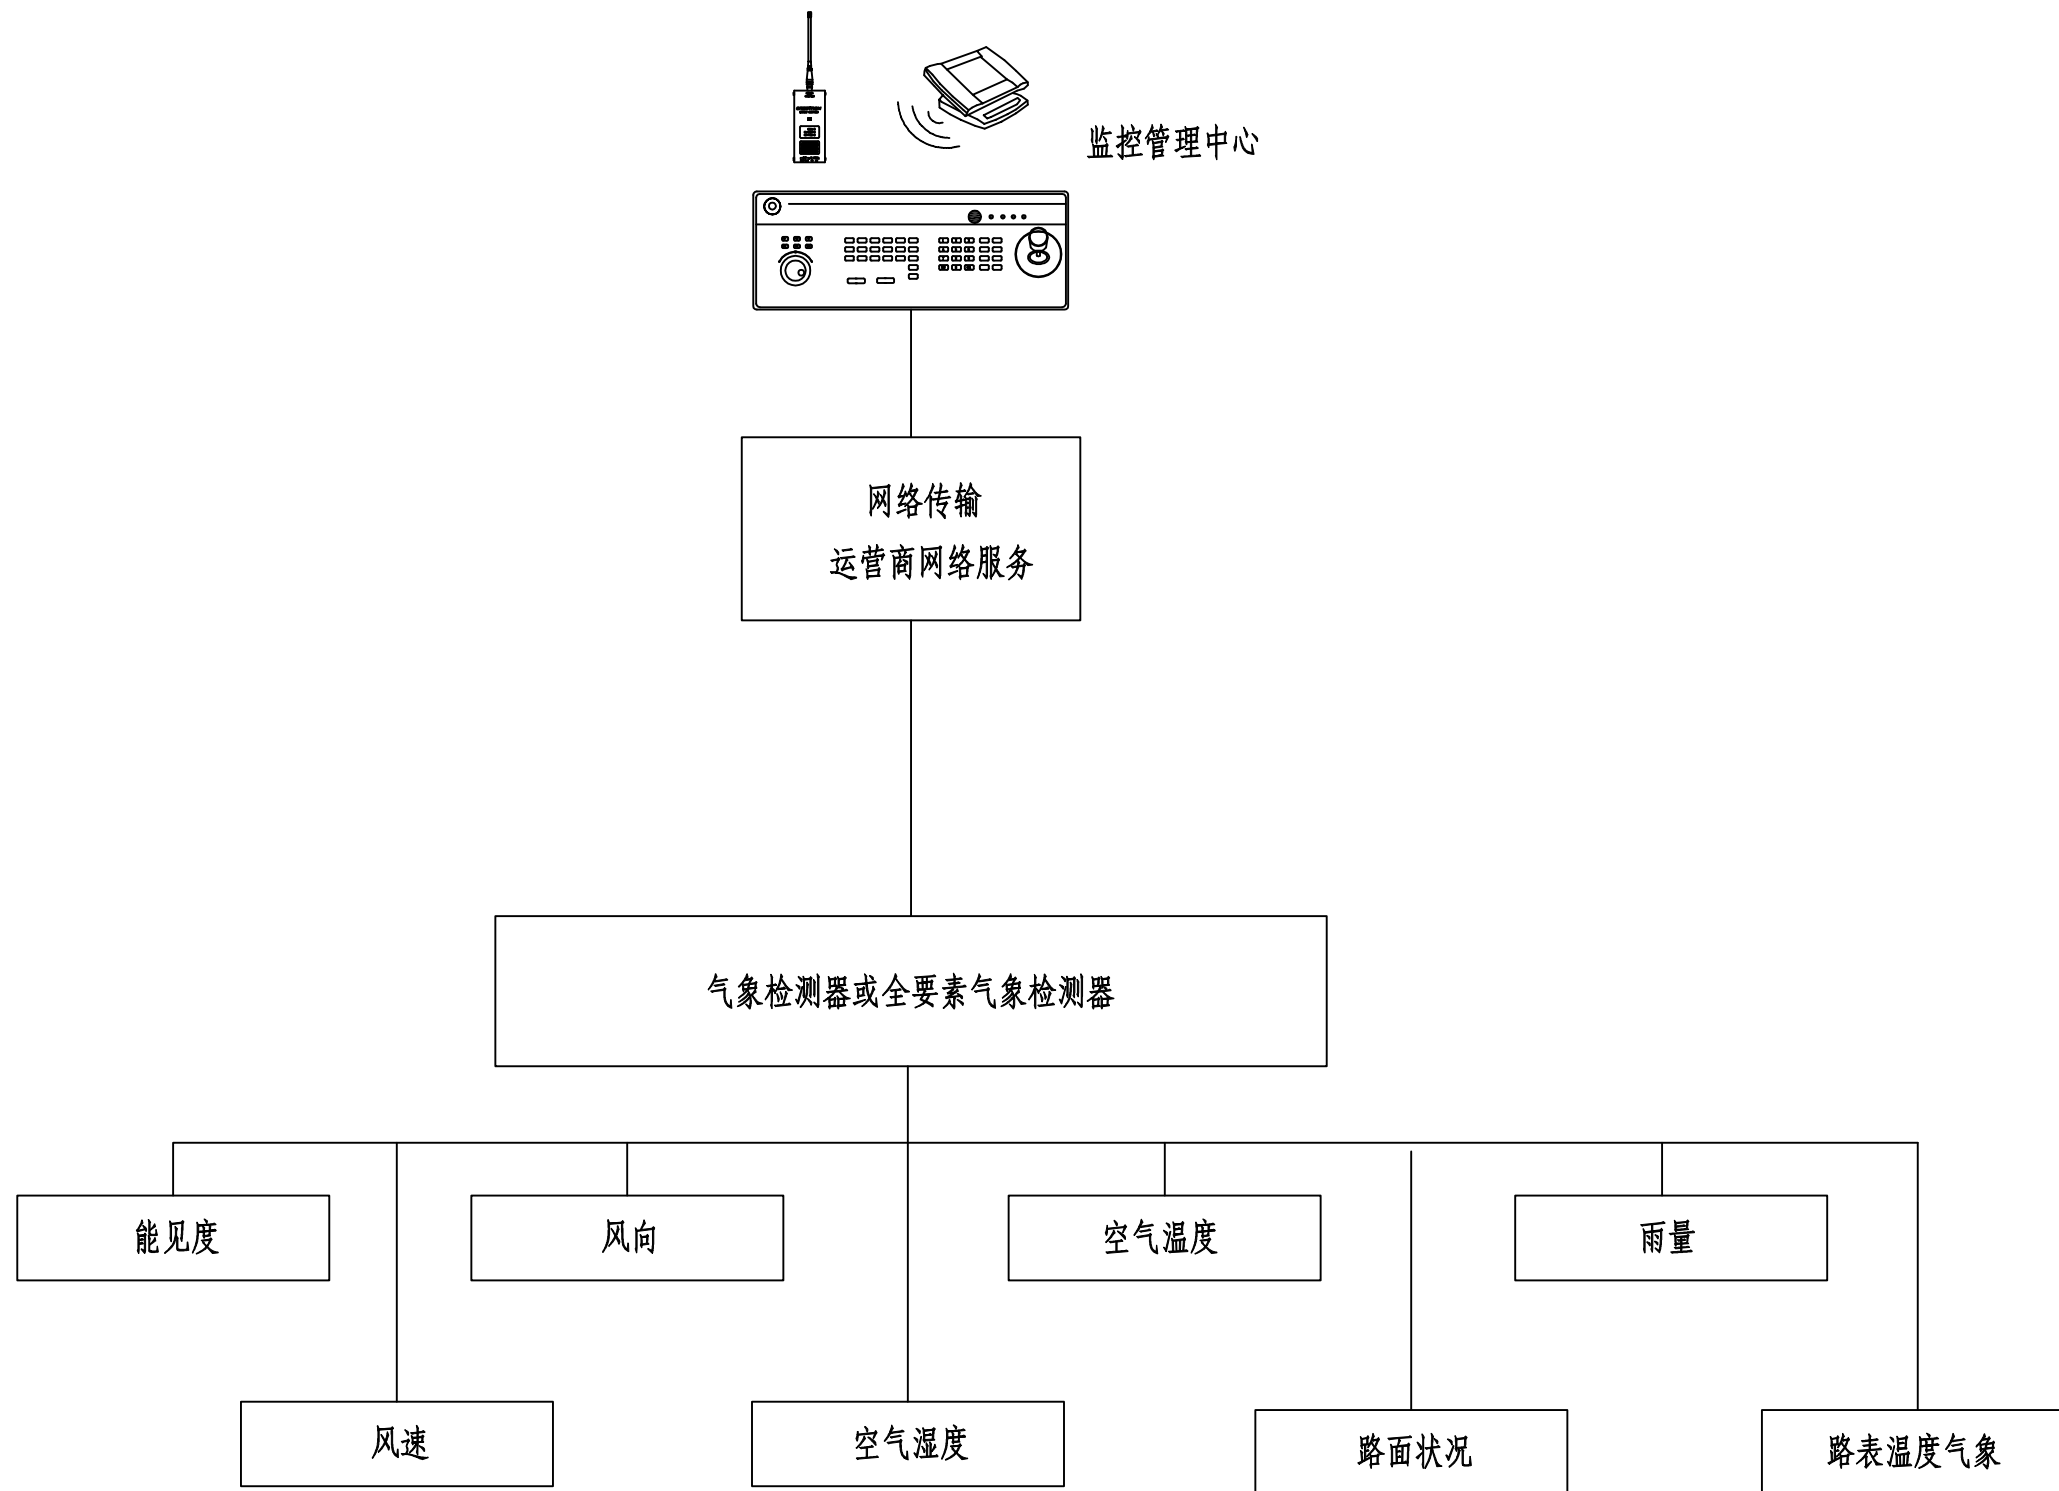 监控管理中心
网络传输
运营商网络服务
气象检测器或全要素气象检测器
能见度
风向
空气温度
雨量
风速
空气湿度
路面状况
路表温度气象